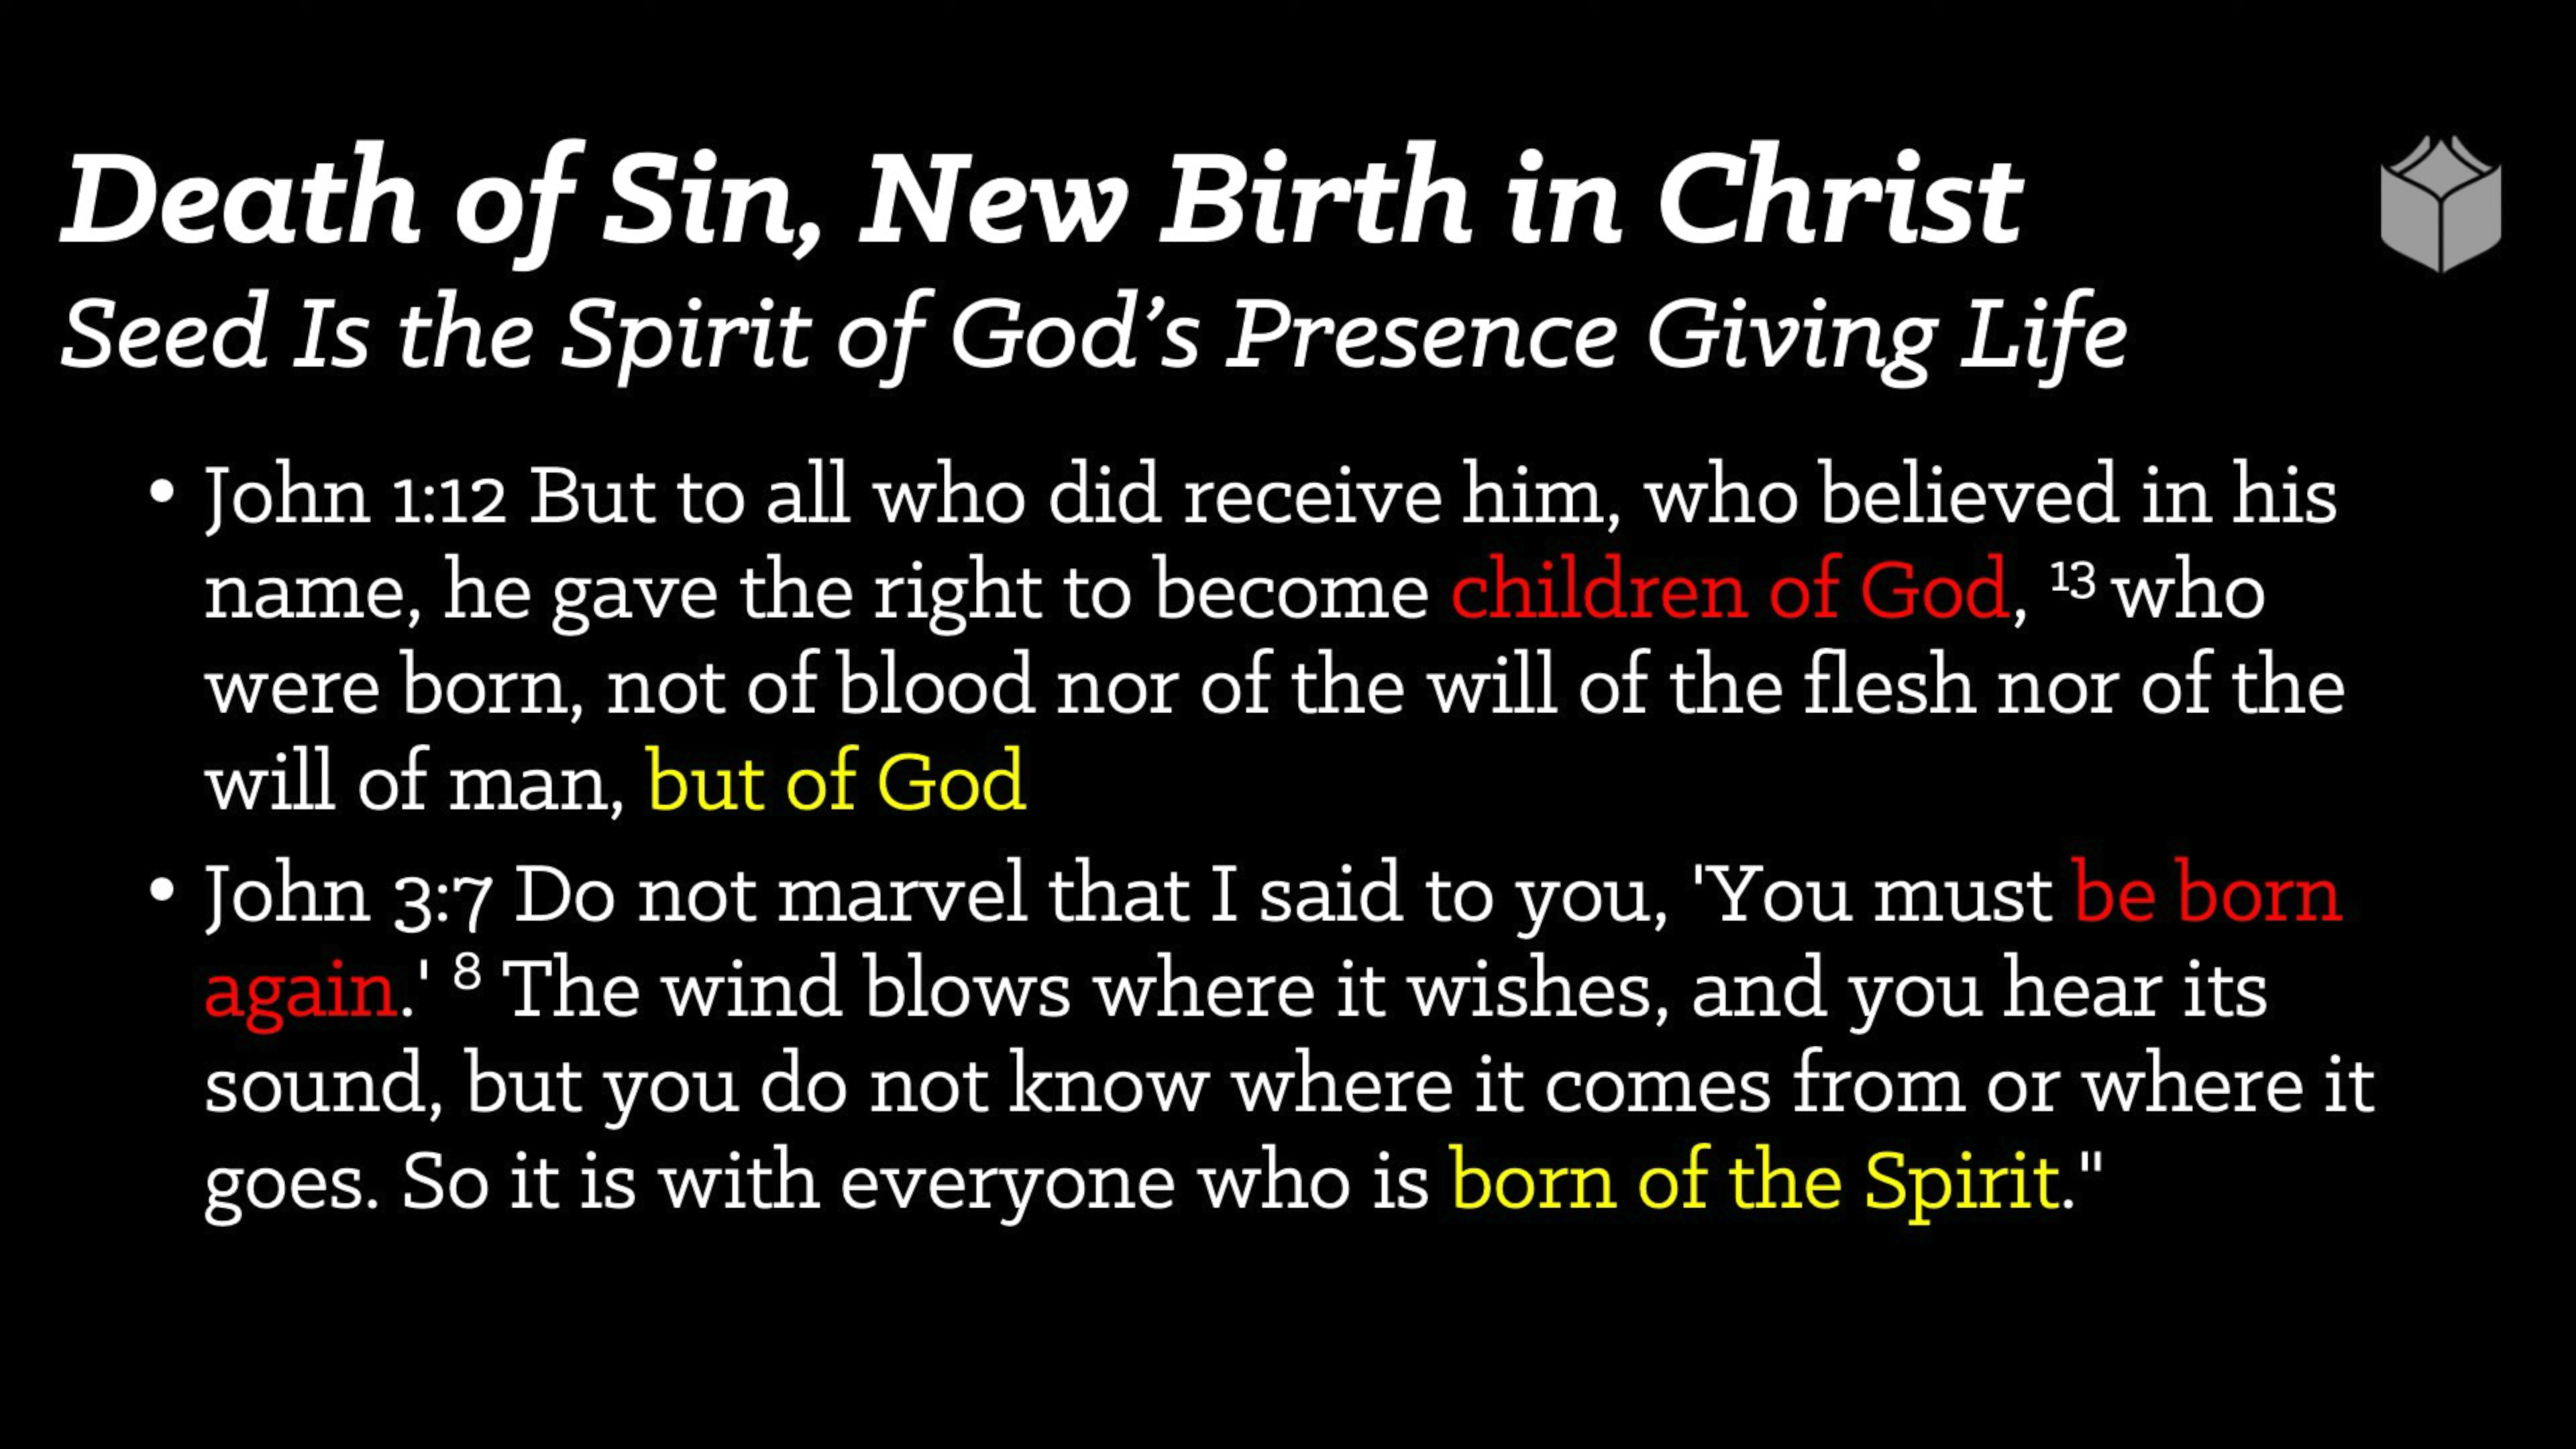 Death of Sin, New Birth in Christ
Seed Is the Spirit of God’s Presence Giving Life
• John 1:12 But to all who did receive him, who believed in his
name, he gave the right to become children of God, 13 who
were born, not of blood nor of the will of the flesh nor of the
will of man, but of God
• John 3:7 Do not marvel that I said to you, 'You must be born
again.' 8 The wind blows where it wishes, and you hear its
sound, but you do not know where it comes from or where it
goes. So it is with everyone who is born of the Spirit."